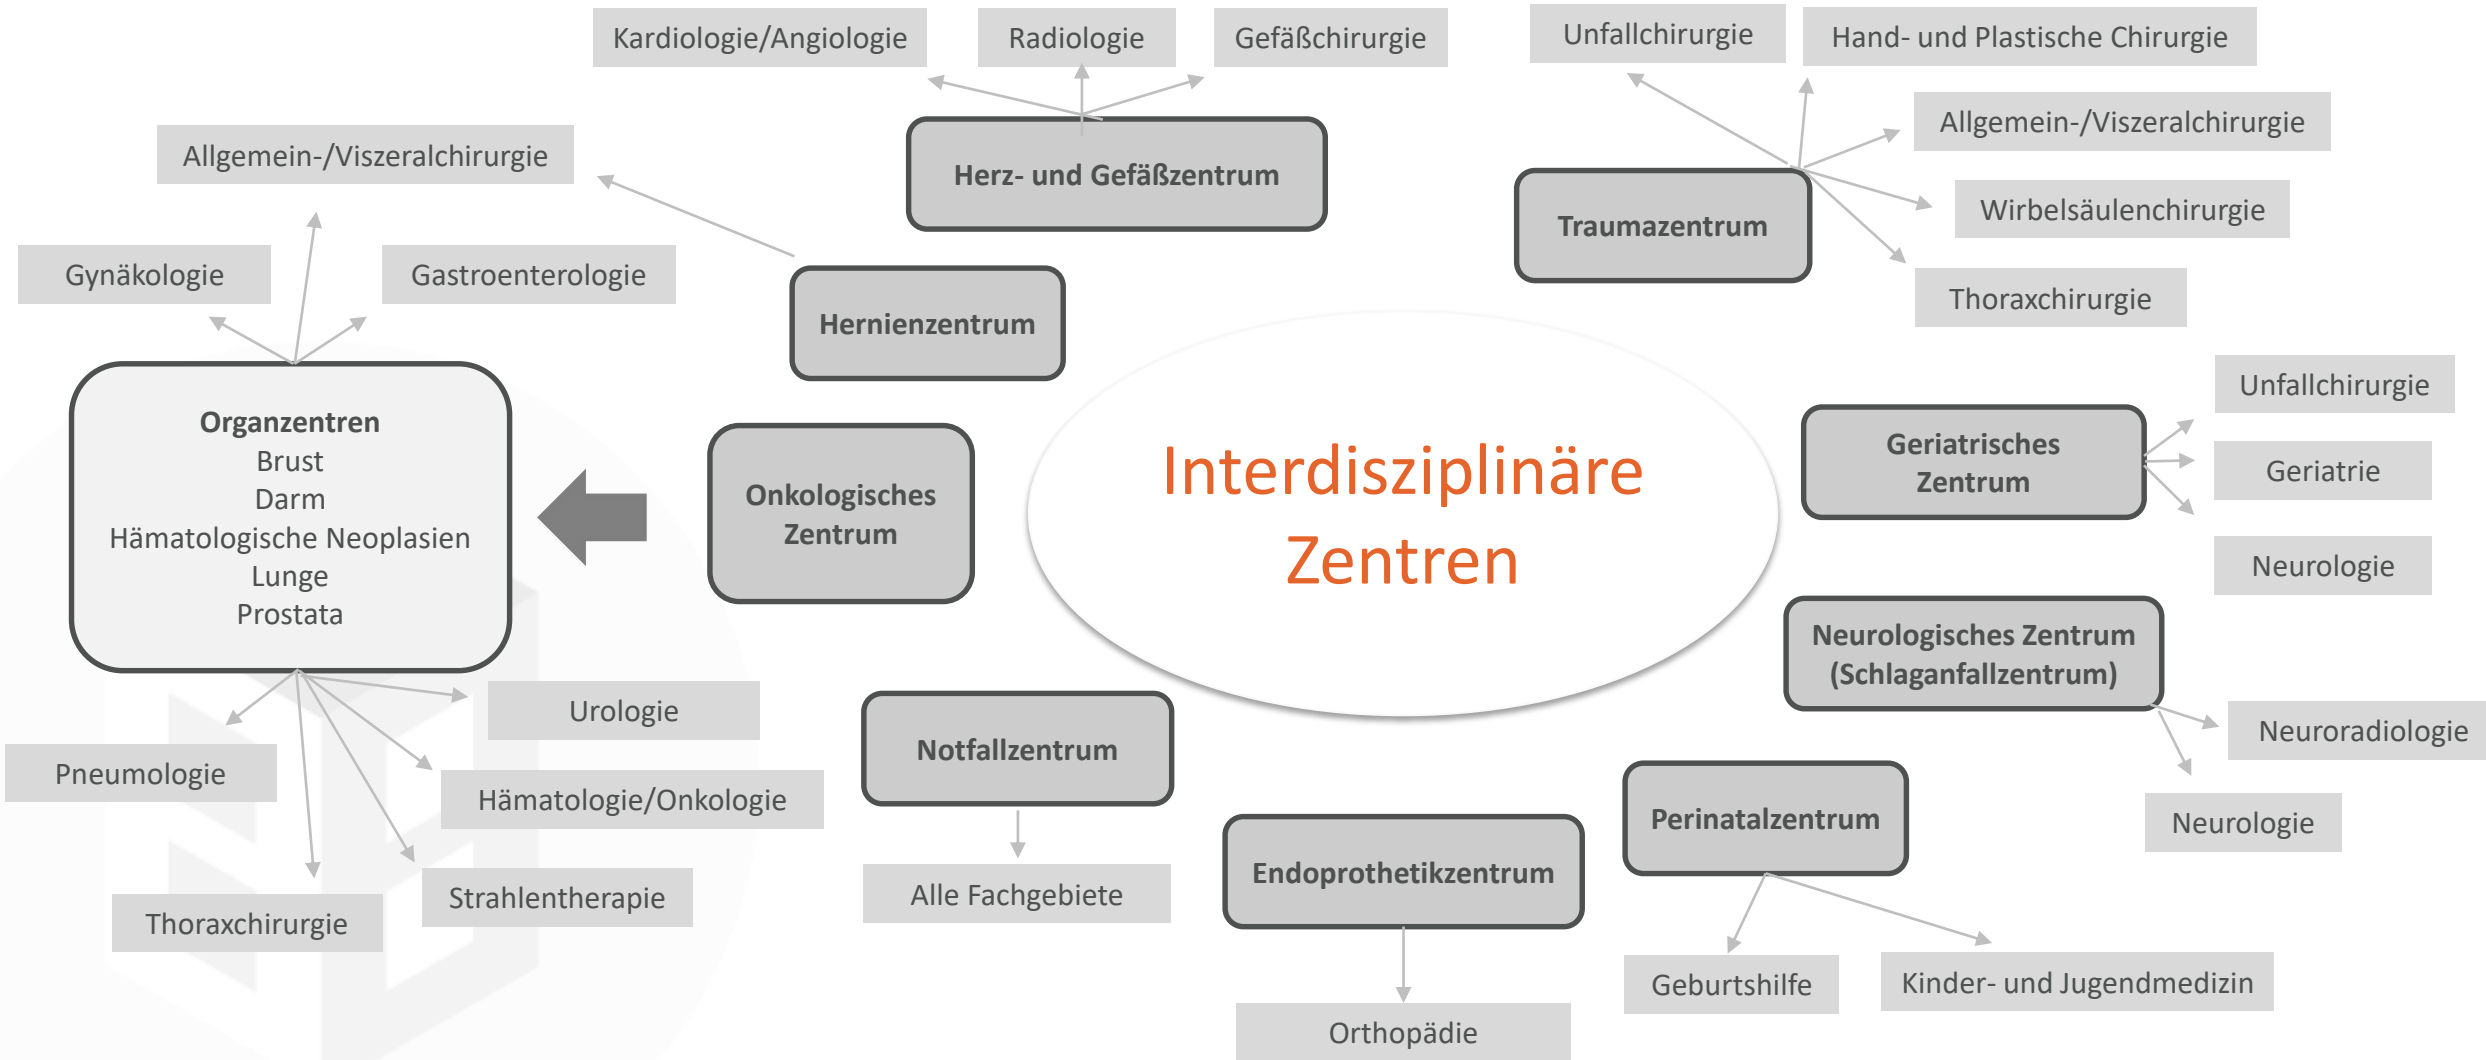 Kardiologie/Angiologie
Radiologie
Gefäßchirurgie
Unfallchirurgie
Hand- und Plastische Chirurgie
Allgemein-/Viszeralchirurgie
Allgemein-/Viszeralchirurgie
Herz- und Gefäßzentrum
Traumazentrum
Wirbelsäulenchirurgie
Gynäkologie
Gastroenterologie
Thoraxchirurgie
Hernienzentrum
Organzentren
Brust
Darm
Hämatologische Neoplasien
Lunge
Prostata
Onkologisches
Zentrum
Interdisziplinäre
Zentren
Geriatrisches
Zentrum
Unfallchirurgie
Geriatrie
Neurologie
Neurologisches Zentrum
(Schlaganfallzentrum)
Neuroradiologie
Neurologie
Urologie
Pneumologie
Hämatologie/Onkologie
Strahlentherapie
Thoraxchirurgie
Notfallzentrum
Alle Fachgebiete
Endoprothetikzentrum
Orthopädie
Perinatalzentrum
Geburtshilfe
Kinder- und Jugendmedizin